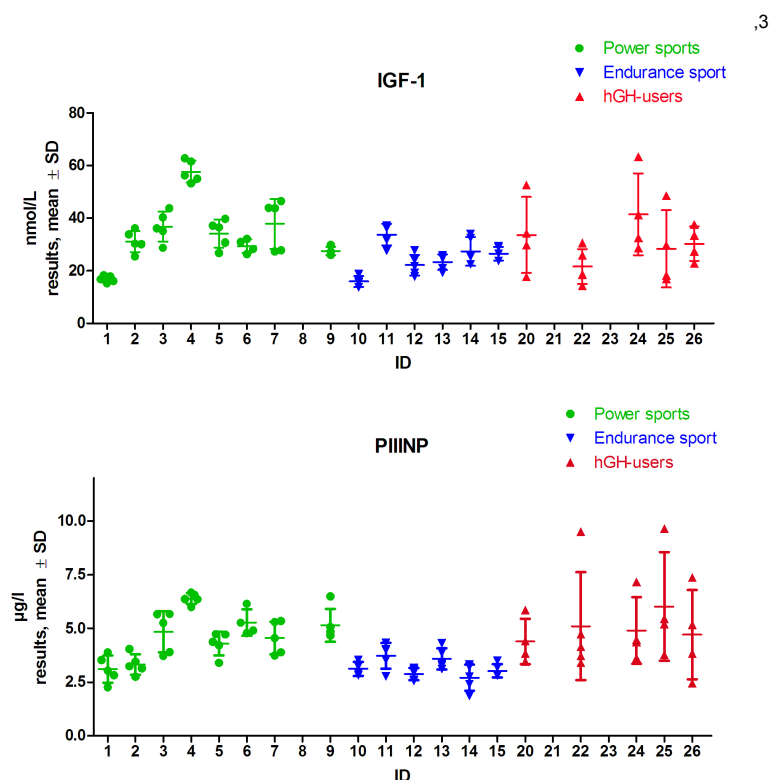 ,3
Power sports
Endurance sport
hGH-users
IGF-1
80
60
40
20
0
nmol/L
results, mean ± SD
1 2 3 4 5 6 7 8 9 10 11 12 13 14 15 20 21 22 23 24 25 26
ID
Power sports
Endurance sport
hGH-users
PIIINP
10.0
7.5
5.0
2.5
0.0
µg/l
results, mean ± SD
1 2 3 4 5 6 7 8 9 10 11 12 13 14 15 20 21 22 23 24 25 26
ID